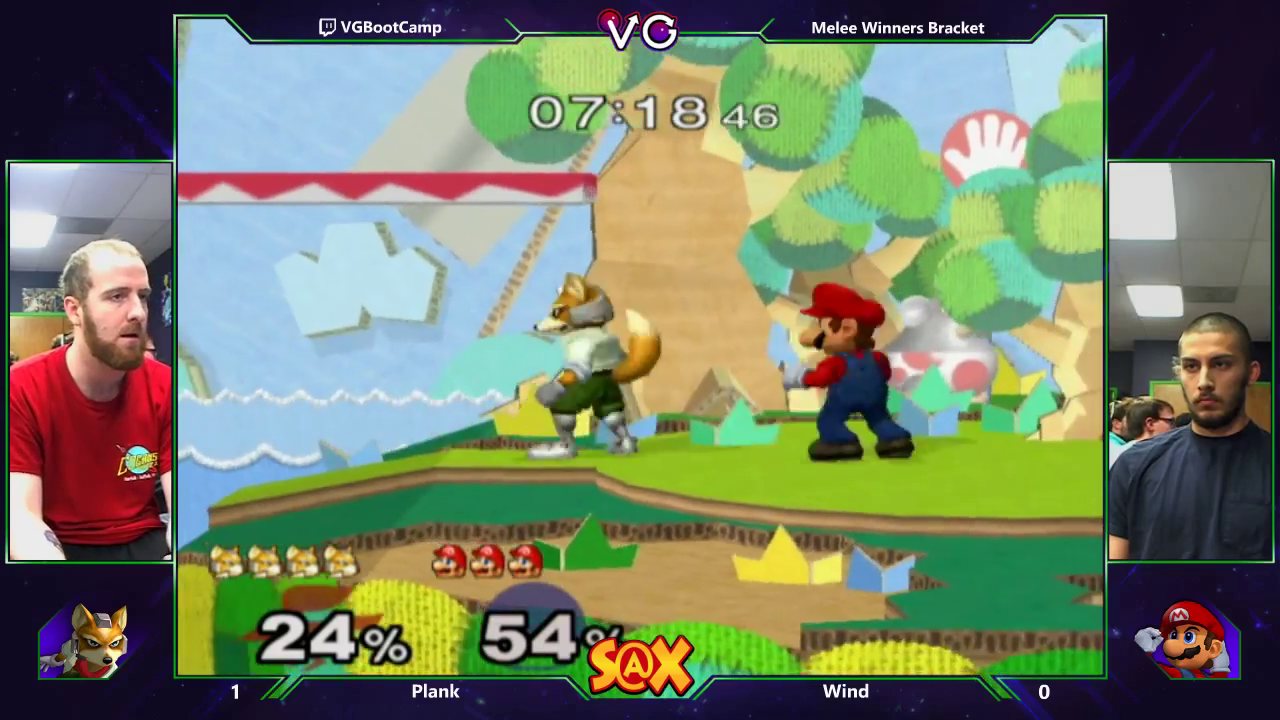 VGBootCamp
VG
Melee Winners Bracket
07:18 46
24%
54%
S@X
1
Plank
Wind
0